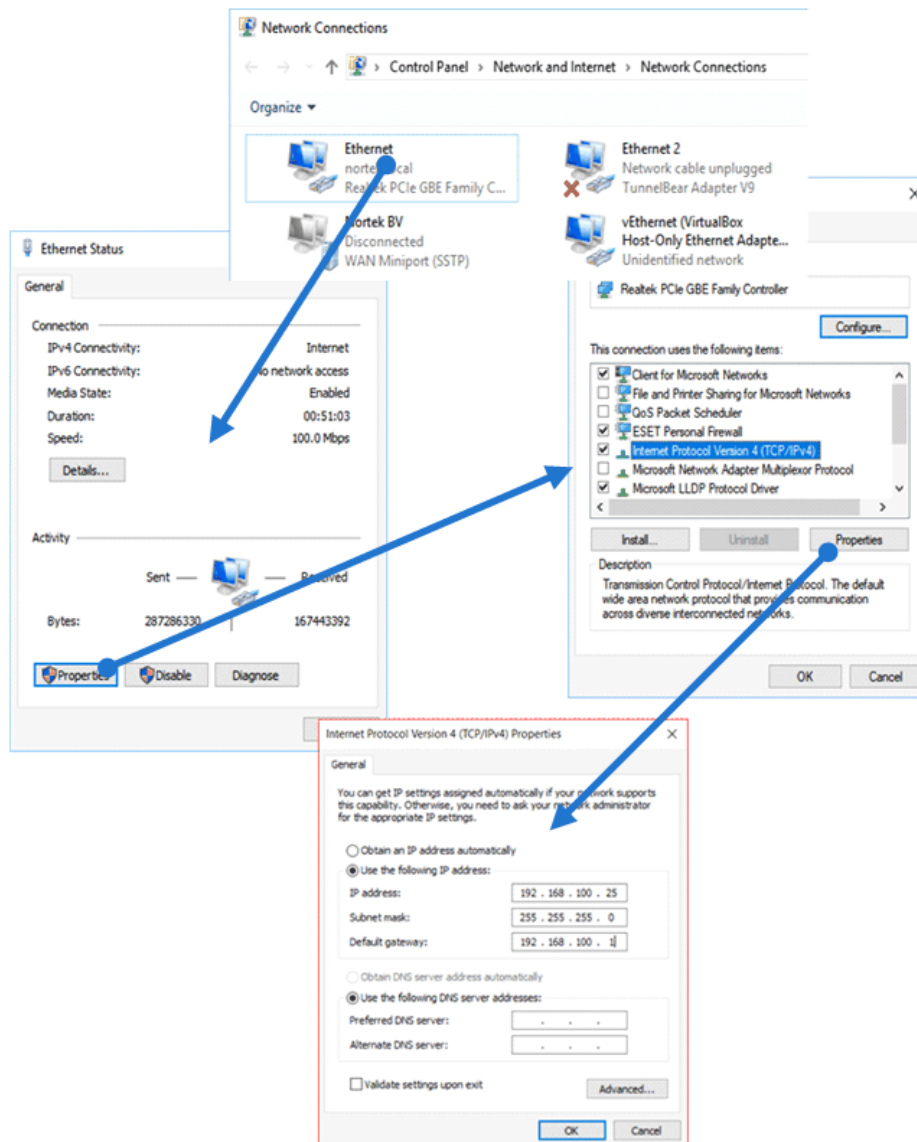 Network Connections
Control Panel > Network and Internet > Network Connections
Organize
Ethernet
Realtek PCIe GBE Family C...
Ethernet 2
Network cable unplugged
TunnelBear Adapter V9
Nortek BV
Disconnected
WAN Miniport (SSTP)
vEthernet (VirtualBox
Host-Only Ethernet Adapte...
Unidentified network
Ethernet Status
General
Connection
IPv4 Connectivity: Internet
IPv6 Connectivity: No network access
Media State: Enabled
Duration: 00:51:03
Speed: 100.0 Mbps
Details...
Activity
Sent Received
Bytes: 287286330 167443392
Properties Disable Diagnose
Realtek PCIe GBE Family Controller
Configure...
This connection uses the following items:
Client for Microsoft Networks
File and Printer Sharing for Microsoft Networks
QoS Packet Scheduler
ESET Personal Firewall
Internet Protocol Version 4 (TCP/IPv4)
Microsoft Network Adapter Multiplexor Protocol
Microsoft LLDP Protocol Driver
Install... Uninstall Properties
Description
Transmission Control Protocol/Internet Protocol. The default
wide area network protocol that provides communication
across diverse interconnected networks.
OK Cancel
Internet Protocol Version 4 (TCP/IPv4) Properties
General
You can get IP settings assigned automatically if your network supports
this capability. Otherwise, you need to ask your network administrator
for the appropriate IP settings.
Obtain an IP address automatically
Use the following IP address:
IP address: 192 . 168 . 100 . 25
Subnet mask: 255 . 255 . 255 . 0
Default gateway: 192 . 168 . 100 . 1
Obtain DNS server address automatically
Use the following DNS server addresses:
Preferred DNS server: . . .
Alternate DNS server: . . .
Validate settings upon exit
Advanced...
OK Cancel